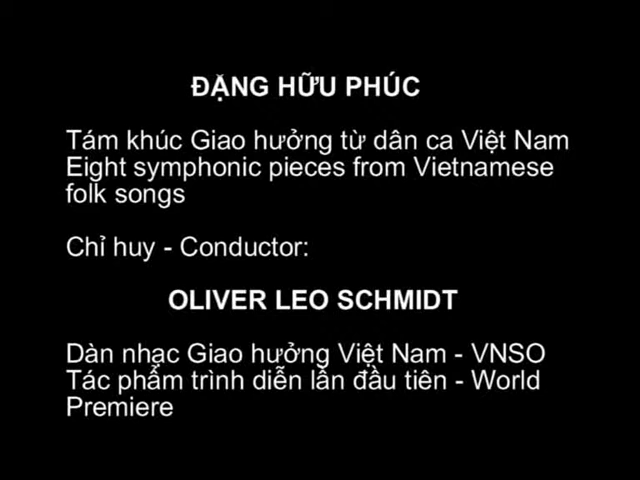 ĐẶNG HỮU PHÚC
Tám khúc Giao hưởng từ dân ca Việt Nam
Eight symphonic pieces from Vietnamese
folk songs
Chỉ huy - Conductor:
OLIVER LEO SCHMIDT
Dàn nhạc Giao hưởng Việt Nam - VNSO
Tác phẩm trình diễn lần đầu tiên - World
Premiere